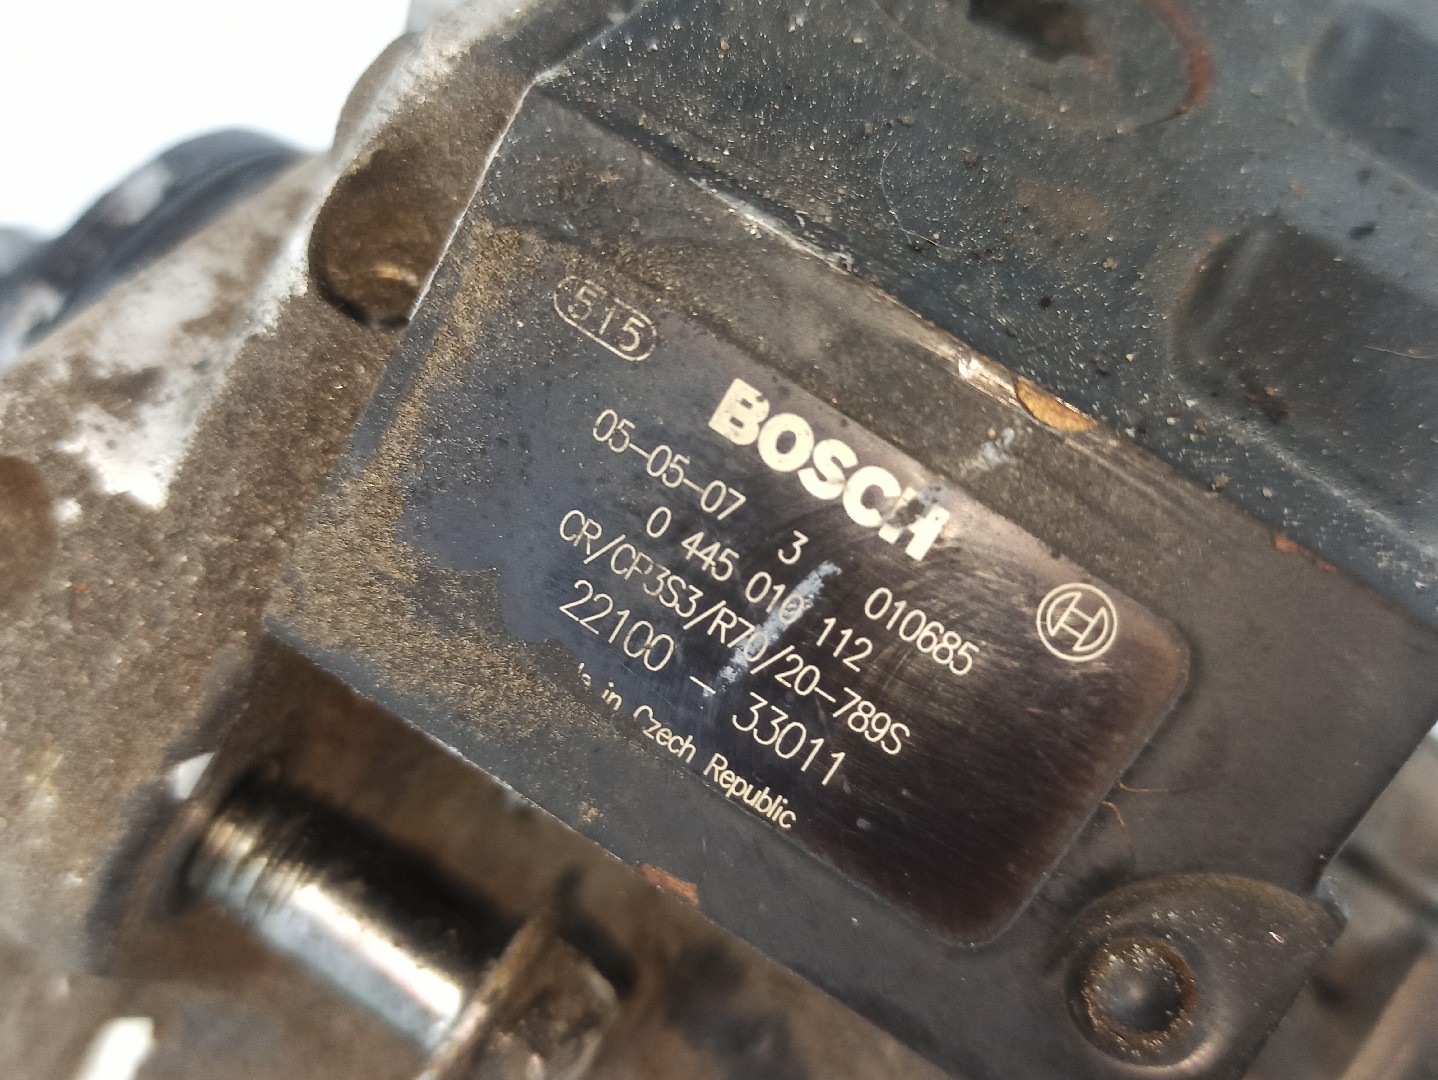 5T5
BOSCH
05-05-07 3 010685
0 445 010 112
CR/CP3S3/R70/20-789S
22100 - 33011
in Czech Republic